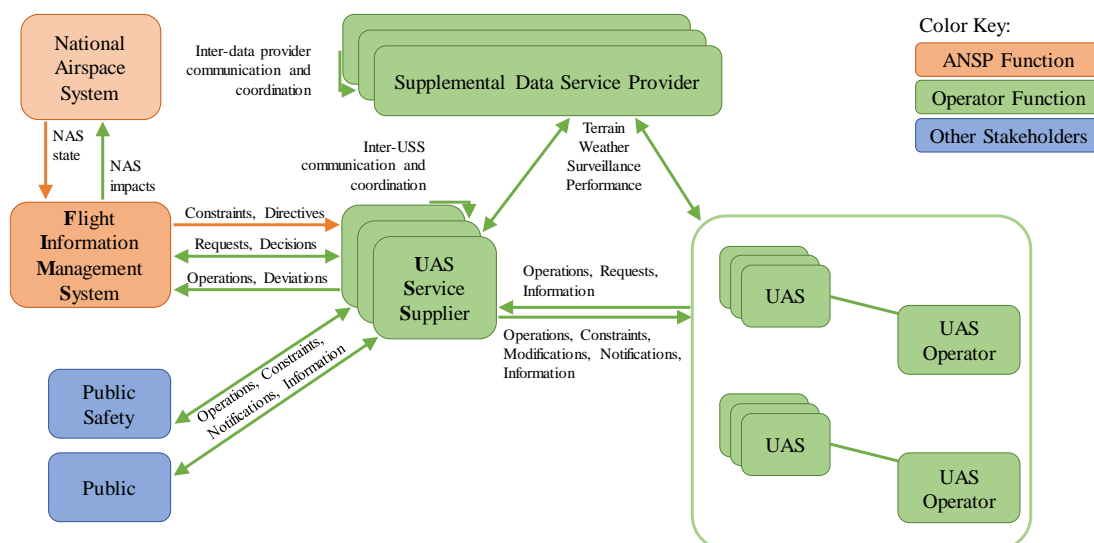 National
Airspace
System
NAS
state
NAS
impacts
Flight
Information
Management
System
Inter-data provider
communication and
coordination
Supplemental Data Service Provider
Inter-USS
communication and
coordination
Terrain
Weather
Surveillance
Performance
Constraints, Directives
Requests, Decisions
Operations, Deviations
UAS
Service
Supplier
Operations, Requests,
Information
Operations, Constraints,
Modifications, Notifications,
Information
Operations, Constraints,
Notifications, Information
Public
Safety
Public
UAS
UAS
Operator
UAS
UAS
Operator
Color Key:
ANSP Function
Operator Function
Other Stakeholders